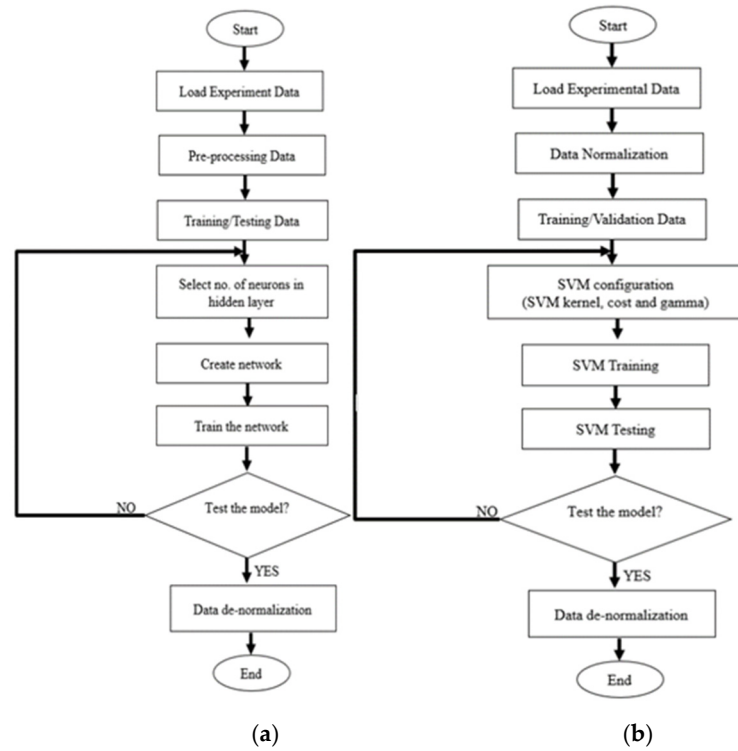 Start
Load Experiment Data
Pre-processing Data
Training/Testing Data
Select no. of neurons in
hidden layer
Create network
Train the network
Test the model?
NO
YES
Data de-normalization
End
(a)
Start
Load Experimental Data
Data Normalization
Training/Validation Data
SVM configuration
(SVM kernel, cost and gamma)
SVM Training
SVM Testing
Test the model?
NO
YES
Data de-normalization
End
(b)